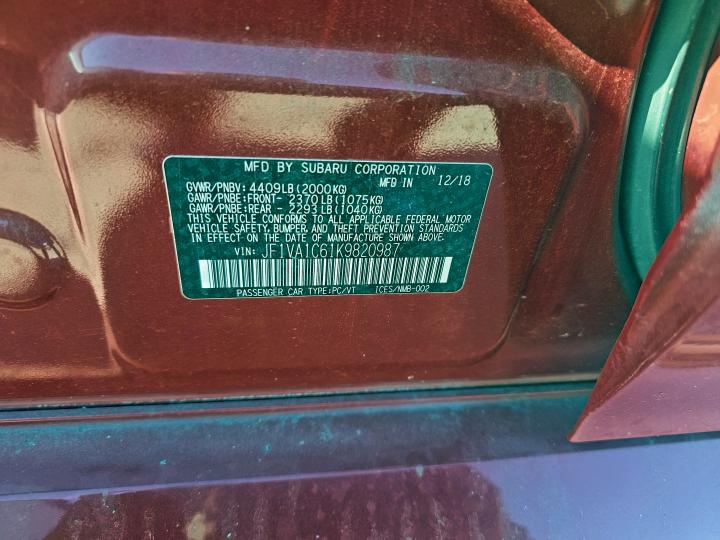 MFD BY SUBARU CORPORATION
GVWR/PNBV: 4409LB(2000KG) MFD IN 12/18
GAWR/PNBE:FRONT- 2370LB(1075KG)
GAWR/PNBE:REAR - 2293LB(1040KG)
THIS VEHICLE CONFORMS TO ALL APPLICABLE FEDERAL MOTOR
VEHICLE SAFETY,BUMPER,AND THEFT PREVENTION STANDARDS
IN EFFECT ON THE DATE OF MANUFACTURE SHOWN ABOVE.
VIN: JF1VA1C61K9820987
PASSENGER CAR TYPE:PC/VT ICES/NMB-002